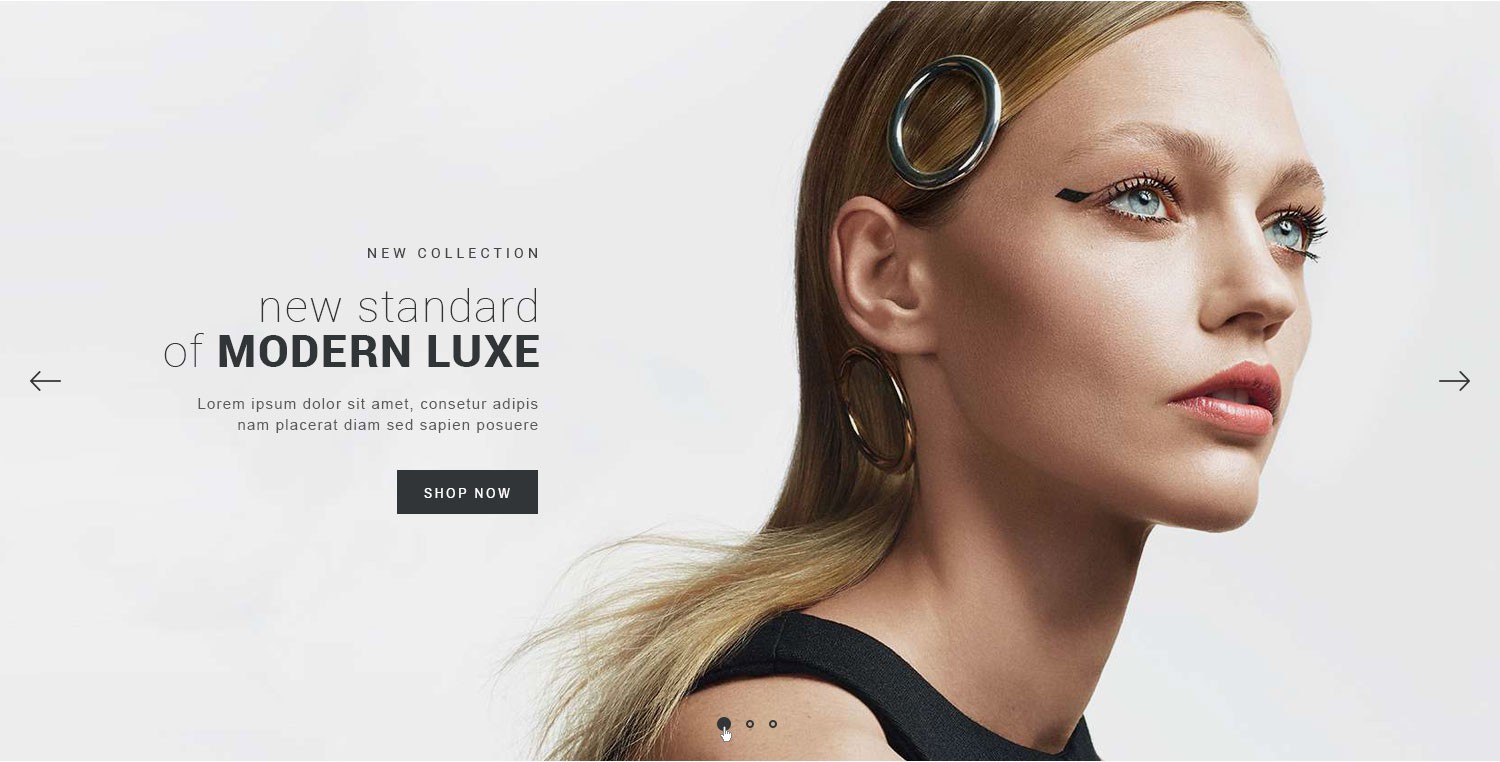 NEW COLLECTION
new standard
of MODERN LUXE
Lorem ipsum dolor sit amet, consetur adipis
nam placerat diam sed sapien posuere
SHOP NOW